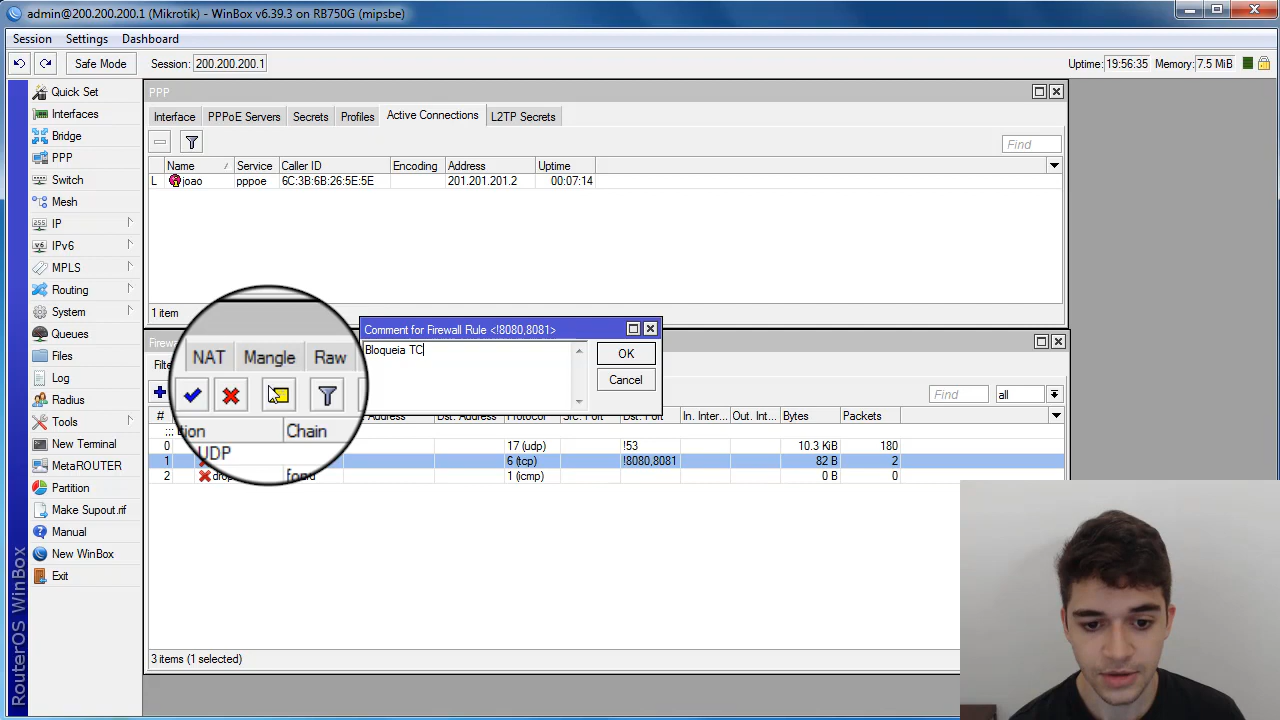 admin@200.200.200.1 (Mikrotik) - WinBox v6.39.3 on RB750G (mipsbe)
Session Settings Dashboard
Safe Mode Session: 200.200.200.1 Uptime: 19:56:35 Memory: 7.5 MiB
Quick Set
Interfaces
Bridge
PPP
Switch
Mesh
IP
IPv6
MPLS
Routing
System
Queues
Files
Log
Radius
Tools
New Terminal
MetaROUTER
Partition
Make Supout.rif
Manual
New WinBox
Exit
RouterOS WinBox
PPP
Interface PPPoE Servers Secrets Profiles Active Connections L2TP Secrets
Find
Name Service Caller ID Encoding Address Uptime
L joao pppoe 6C:3B:6B:26:5E:5E 201.201.201.2 00:07:14
1 item
NAT Mangle Raw
Chain
UDP
Comment for Firewall Rule <!8080,8081>
Bloqueia TC
OK
Cancel
Find all
# Dst. Address Protocol Src. Port Dst. Port In. Inter... Out. Int... Bytes Packets
0 17 (udp) !53 10.3 KiB 180
1 6 (tcp) !8080,8081 82 B 2
2 1 (icmp) 0 B 0
3 items (1 selected)